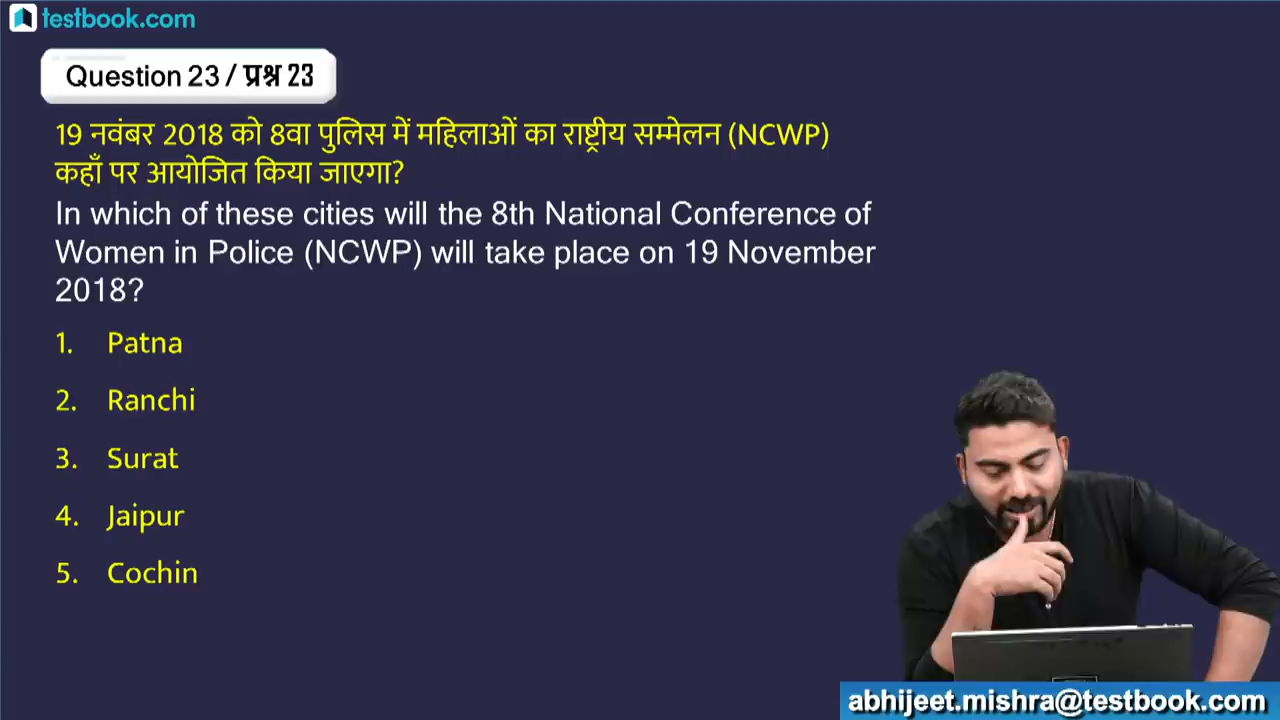 testbook.com
Question 23 / प्रश्न 23
19 नवंबर 2018 को 8वा पुलिस में महिलाओं का राष्ट्रीय सम्मेलन (NCWP)
कहाँ पर आयोजित किया जाएगा?
In which of these cities will the 8th National Conference of
Women in Police (NCWP) will take place on 19 November
2018?
1. Patna
2. Ranchi
3. Surat
4. Jaipur
5. Cochin
abhijeet.mishra@testbook.com